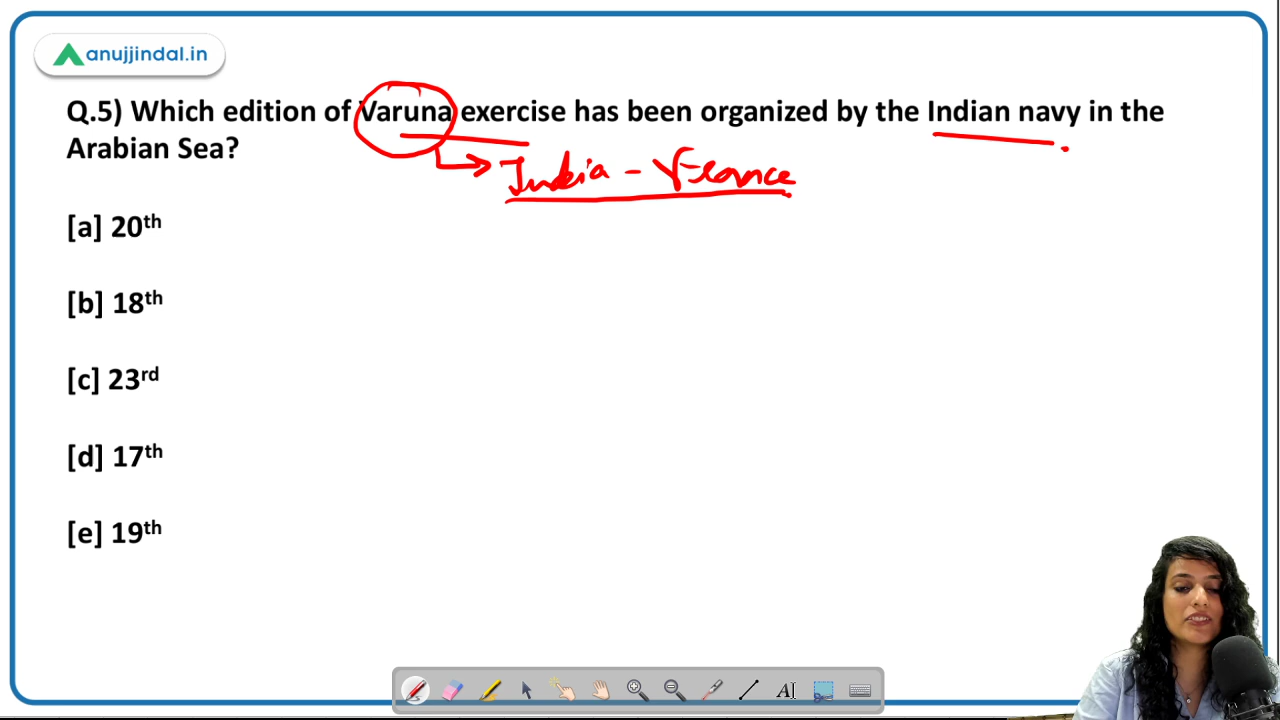 anujjindal.in
Q.5) Which edition of Varuna exercise has been organized by the Indian navy in the
Arabian Sea?
India - France
[a] 20th
[b] 18th
[c] 23rd
[d] 17th
[e] 19th
AI